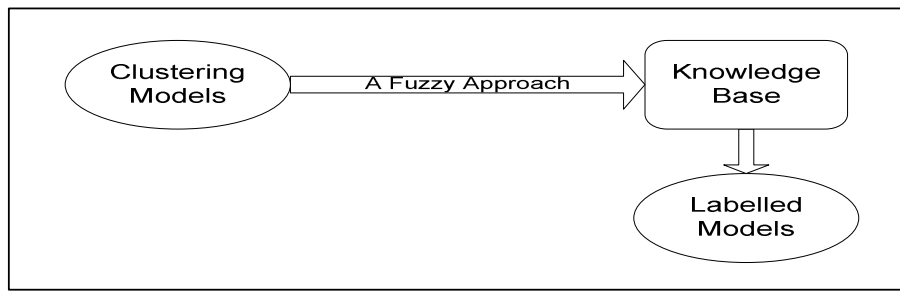 Clustering
Models
A Fuzzy Approach
Knowledge
Base
Labelled
Models